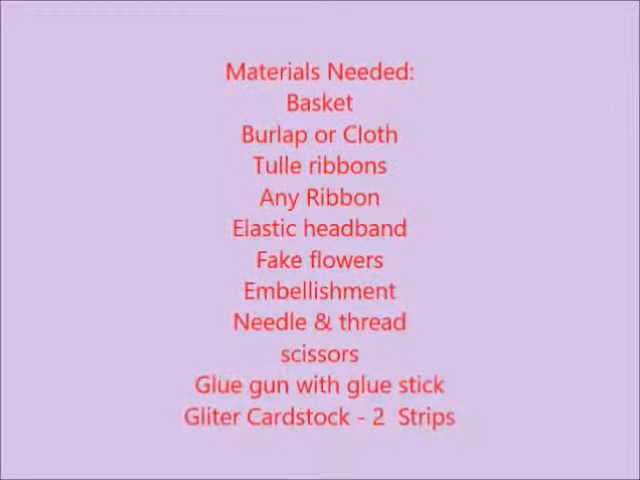 Materials Needed:
Basket
Burlap or Cloth
Tulle ribbons
Any Ribbon
Elastic headband
Fake flowers
Embellishment
Needle & thread
scissors
Glue gun with glue stick
Gliter Cardstock - 2  Strips